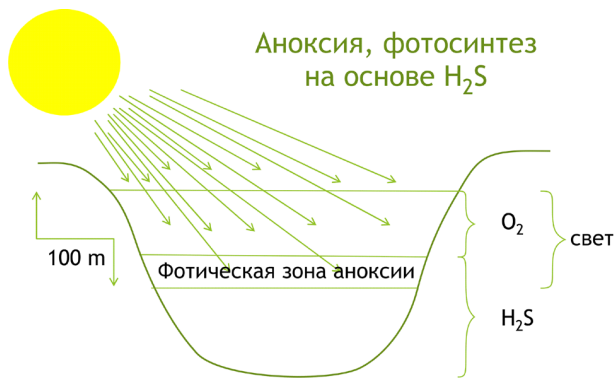 Аноксия, фотосинтез
на основе H₂S
O₂
свет
100 m
Фотическая зона аноксии
H₂S